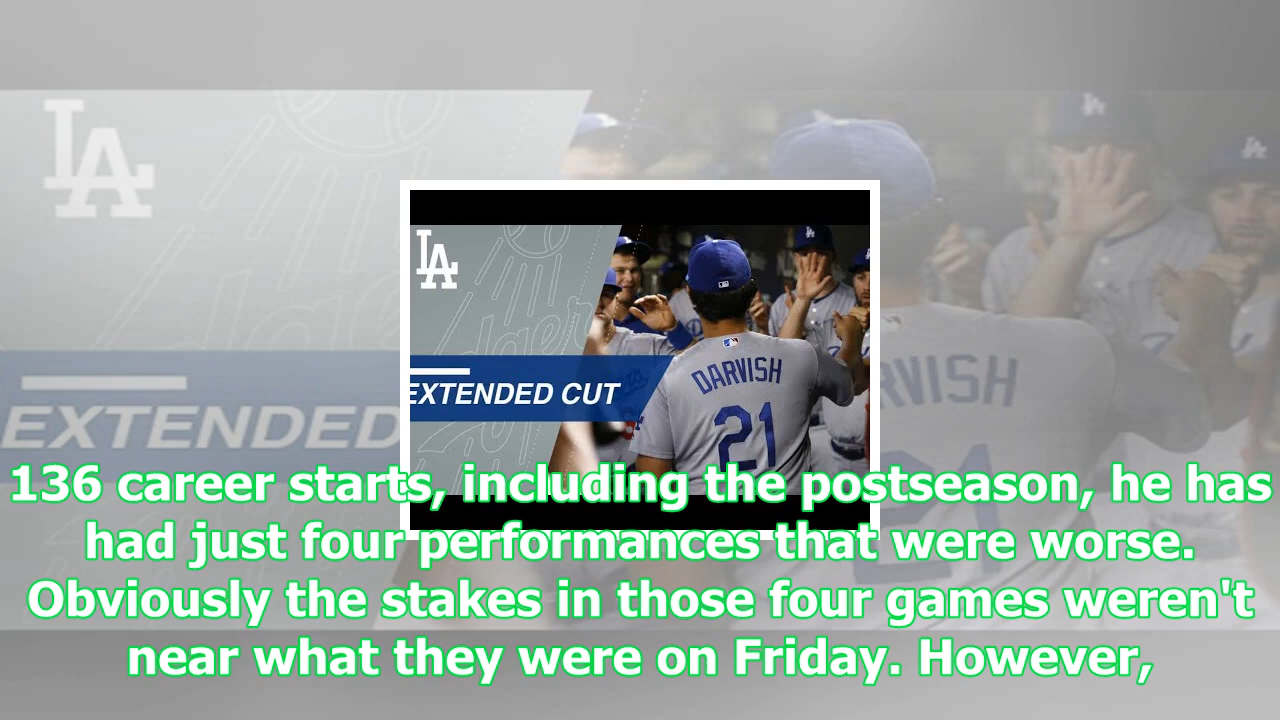 LA
LA
EXTENDED CUT
DARVISH
21
EXTENDED
RVISH
21
136 career starts, including the postseason, he has
had just four performances that were worse.
Obviously the stakes in those four games weren't
near what they were on Friday. However,